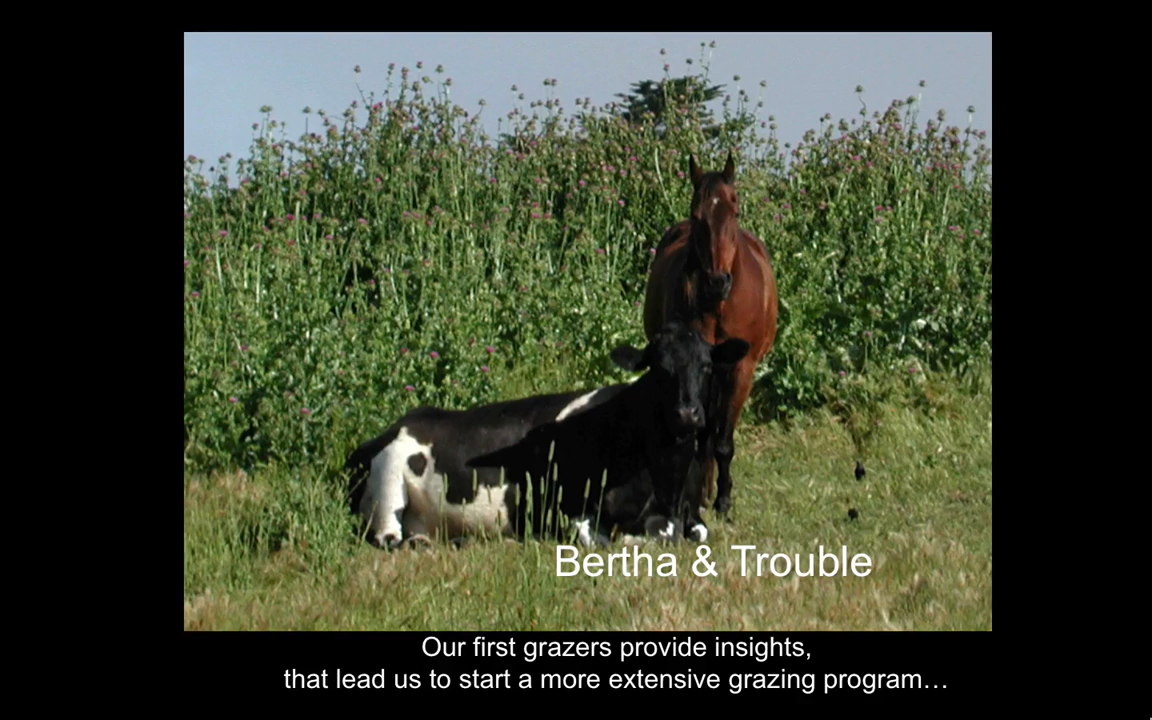 Bertha & Trouble
Our first grazers provide insights,
that lead us to start a more extensive grazing program…